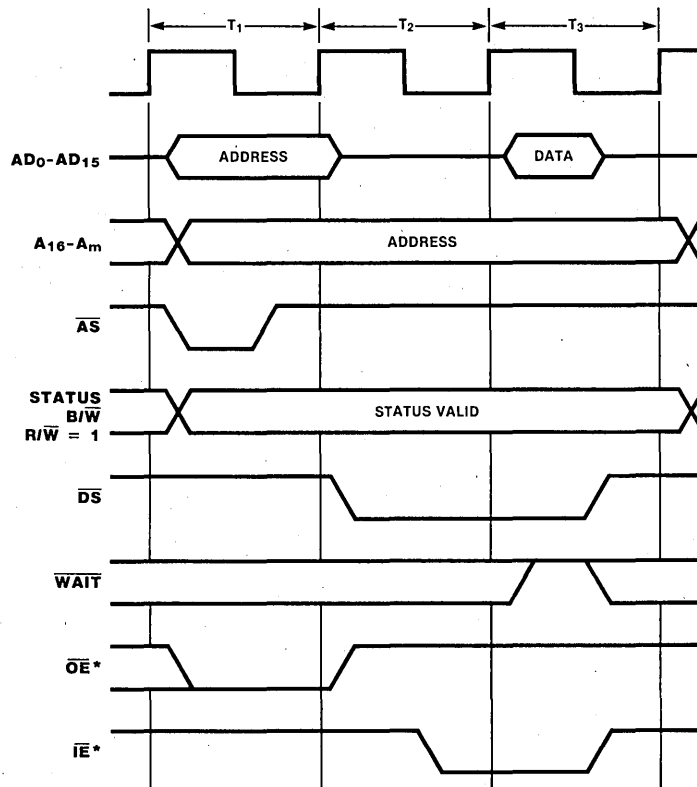 T1 T2 T3
AD0-AD15 ADDRESS DATA
A16-Am ADDRESS
AS
STATUS
B/W STATUS VALID
R/W = 1
DS
WAIT
OE*
IE*